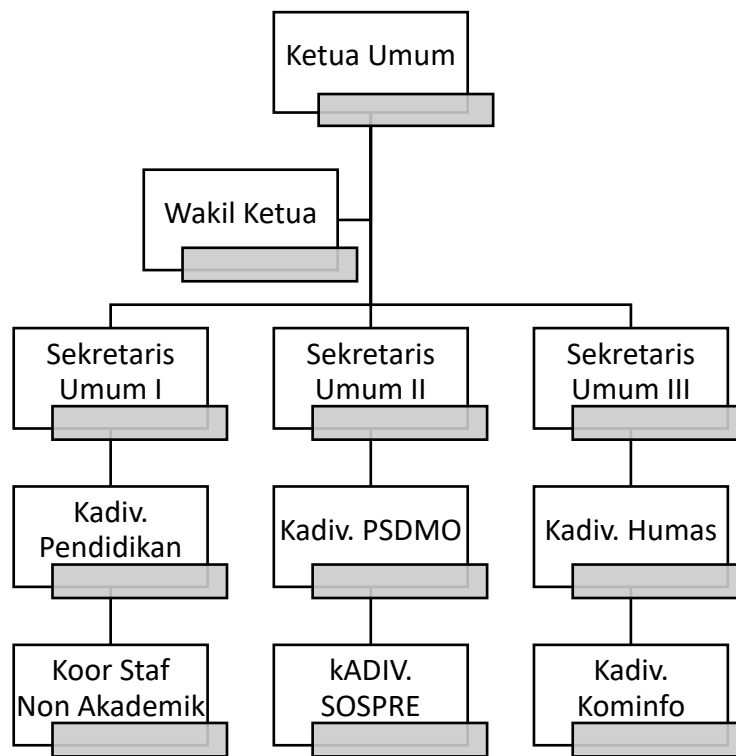 Ketua Umum
Wakil Ketua
Sekretaris
Umum I
Sekretaris
Umum II
Sekretaris
Umum III
Kadiv.
Pendidikan
Kadiv. PSDMO
Kadiv. Humas
Koor Staf
Non Akademik
kADIV.
SOSPRE
Kadiv.
Kominfo